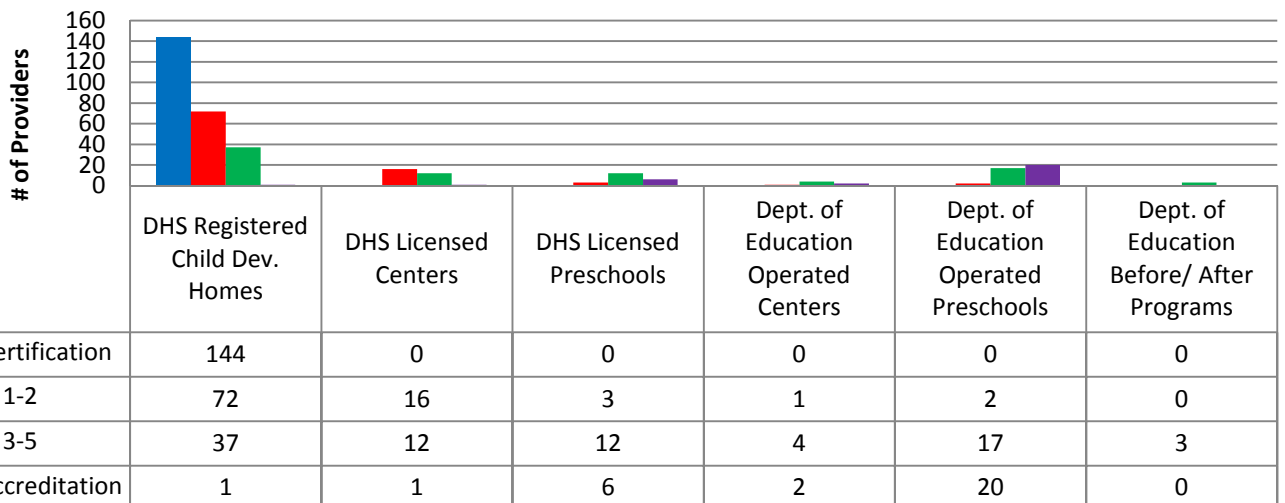 # of Providers
160
140
120
100
80
60
40
20
0
DHS Registered Child Dev. Homes
DHS Licensed Centers
DHS Licensed Preschools
Dept. of Education Operated Centers
Dept. of Education Operated Preschools
Dept. of Education Before/ After Programs
ertification 144 0 0 0 0 0
1-2 72 16 3 1 2 0
3-5 37 12 12 4 17 3
ccreditation 1 1 6 2 20 0